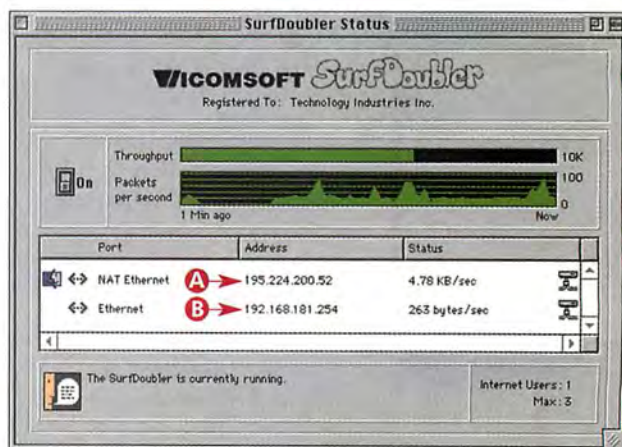 SurfDoubler Status
VICOMSOFT SurfDoubler
Registered To: Technology Industries Inc.
On
Throughput
10K
Packets per second
100
0
1 Min ago
Now
Port Address Status
NAT Ethernet A 195.224.200.52 4.78 KB/sec
Ethernet B 192.168.181.254 263 bytes/sec
The SurfDoubler is currently running.
Internet Users: 1
Max: 3